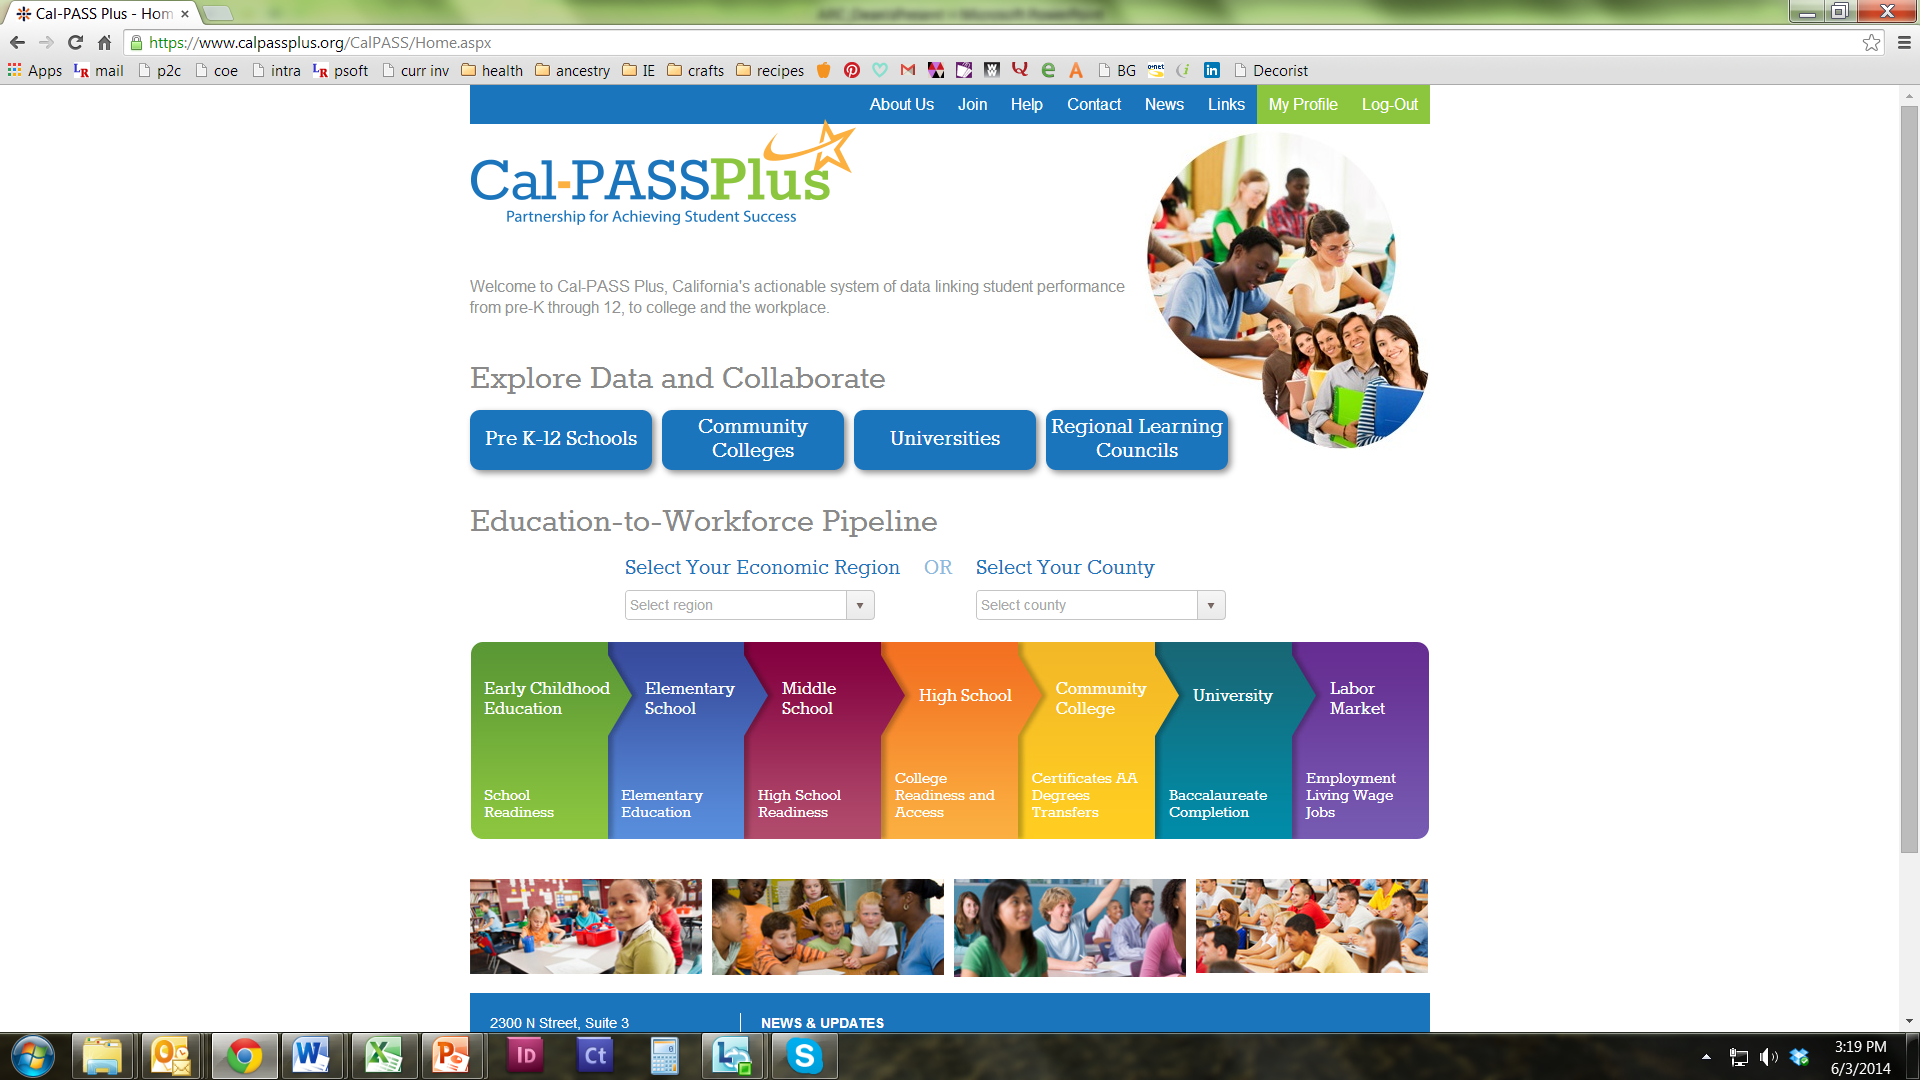 Cal-PASS Plus - Hom
https://www.calpassplus.org/CalPASS/Home.aspx
Apps mail p2c coe intra psoft curr inv health ancestry IE crafts recipes BG Decorist
About Us Join Help Contact News Links My Profile Log-Out
Cal-PASSPlus
Partnership for Achieving Student Success
Welcome to Cal-PASS Plus, California's actionable system of data linking student performance
from pre-K through 12, to college and the workplace.
Explore Data and Collaborate
Pre K-12 Schools
Community
Colleges
Universities
Regional Learning
Councils
Education-to-Workforce Pipeline
Select Your Economic Region OR Select Your County
Select region
Select county
Early Childhood
Education
Elementary
School
Middle
School
High School
Community
College
University
Labor
Market
School
Readiness
Elementary
Education
High School
Readiness
College
Readiness and
Access
Certificates AA
Degrees
Transfers
Baccalaureate
Completion
Employment
Living Wage
Jobs
2300 N Street, Suite 3
NEWS & UPDATES
3:19 PM
6/3/2014